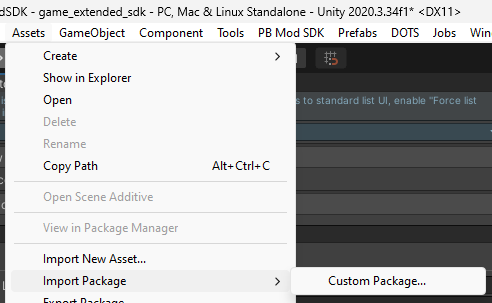 dSDK - game_extended_sdk - PC, Mac & Linux Standalone - Unity 2020.3.34f1* <DX11>
Assets GameObject Component Tools PB Mod SDK Prefabs DOTS Jobs Win
Create
Show in Explorer
s to standard list UI, enable "Force list
Open
Delete
Rename
Copy Path Alt+Ctrl+C
Open Scene Additive
View in Package Manager
Import New Asset...
Import Package Custom Package...
Export Package